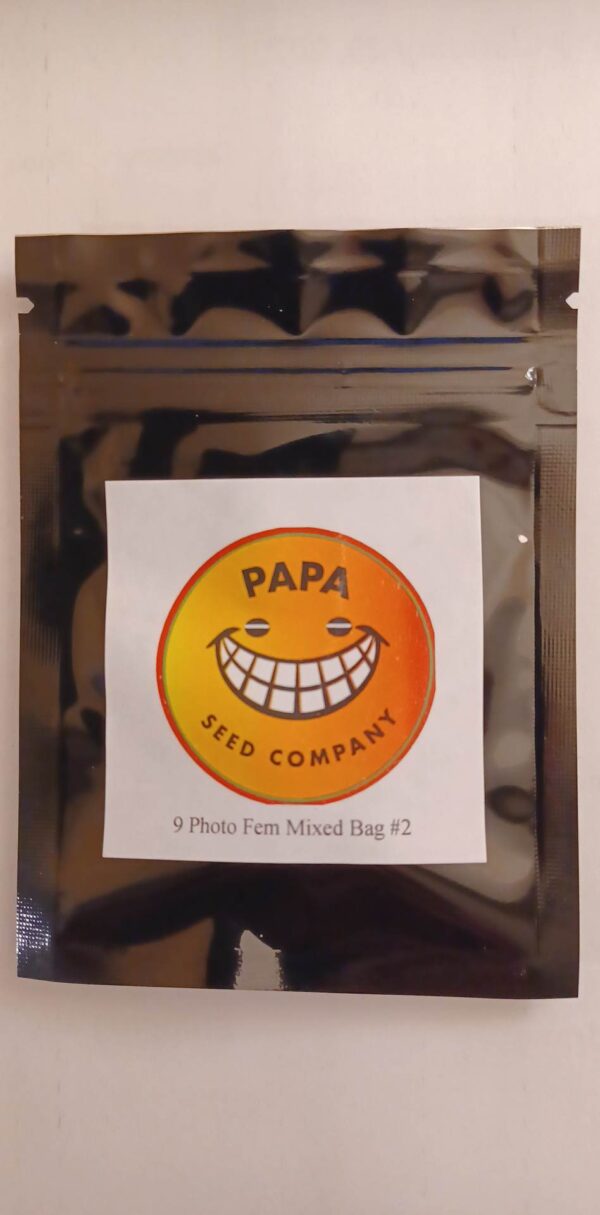 PAPA
SEED COMPANY
9 Photo Fem Mixed Bag #2